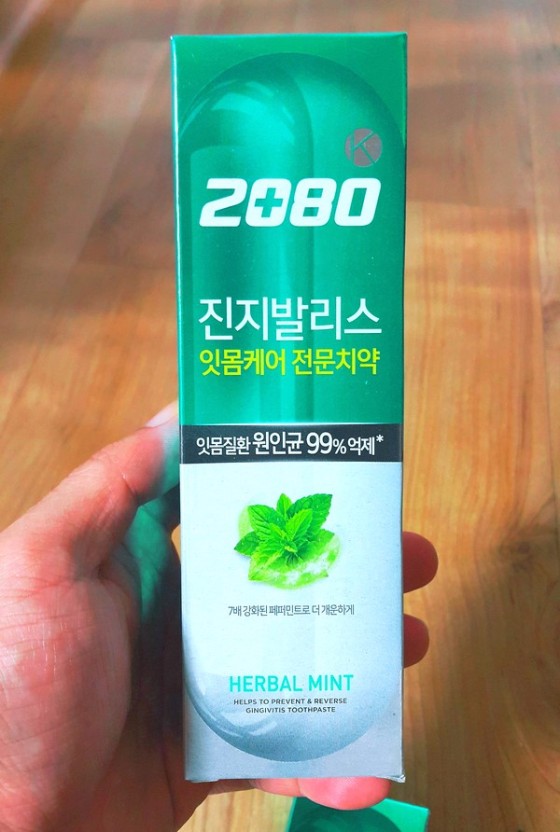 K
2080
진지발리스
잇몸케어 전문치약
잇몸질환 원인균 99%억제*
7배 강화된 페퍼민트로 더 개운하게
HERBAL MINT
HELPS TO PREVENT & REVERSE
GINGIVITIS TOOTHPASTE